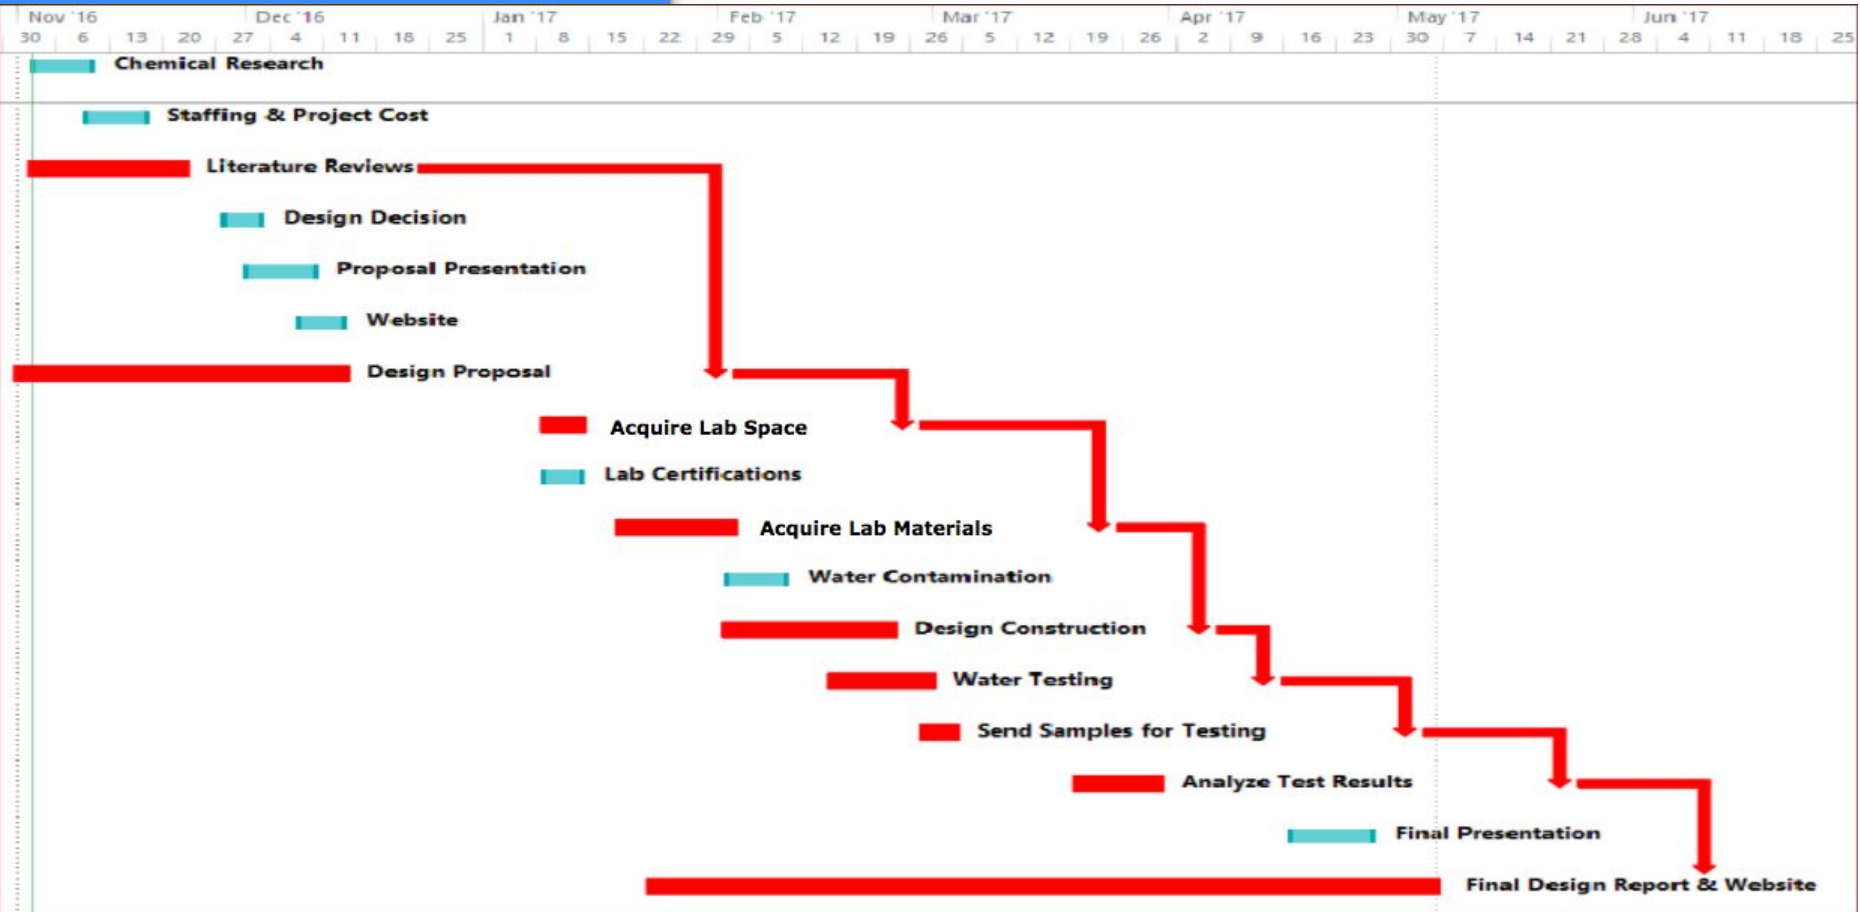 Nov '16 Dec '16 Jan '17 Feb '17 Mar '17 Apr '17 May '17 Jun '17
30 6 13 20 27 4 11 18 25 1 8 15 22 29 5 12 19 26 5 12 19 26 2 9 16 23 30 7 14 21 28 4 11 18 25
Chemical Research
Staffing & Project Cost
Literature Reviews
Design Decision
Proposal Presentation
Website
Design Proposal
Acquire Lab Space
Lab Certifications
Acquire Lab Materials
Water Contamination
Design Construction
Water Testing
Send Samples for Testing
Analyze Test Results
Final Presentation
Final Design Report & Website